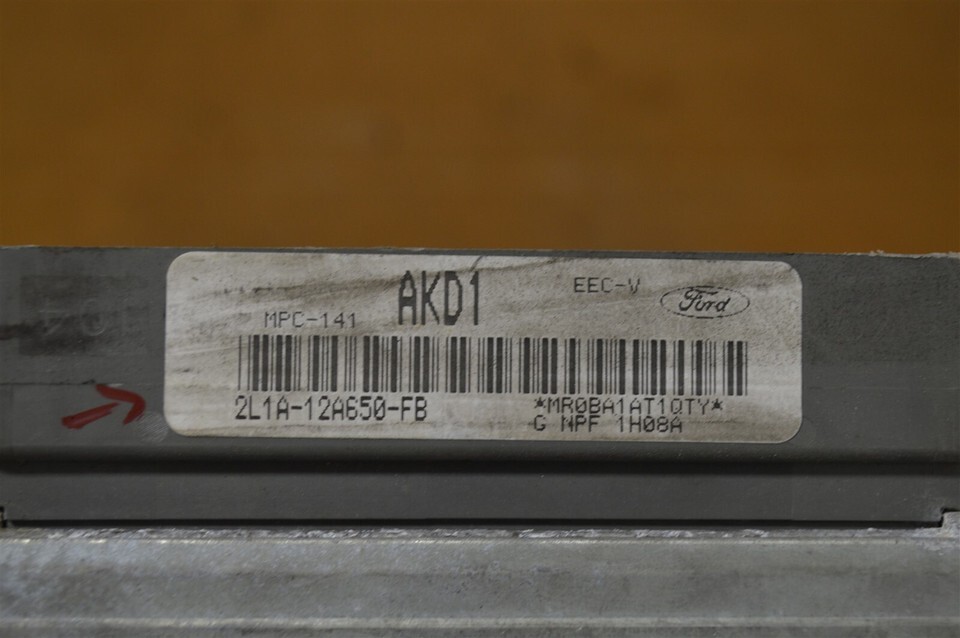 AKD1
EEC-V
Ford
MPC-141
2L1A-12A650-FB
*MR0BA1AT1QTY*
G NPF 1H08A